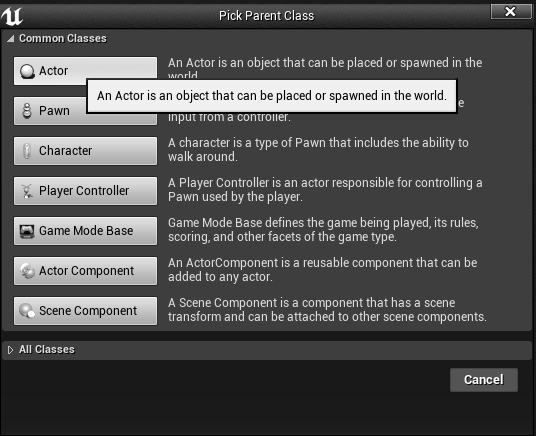 Pick Parent Class
Common Classes
Actor
An Actor is an object that can be placed or spawned in the
world.
An Actor is an object that can be placed or spawned in the world.
Pawn
input from a controller.
Character
A character is a type of Pawn that includes the ability to
walk around.
Player Controller
A Player Controller is an actor responsible for controlling a
Pawn used by the player.
Game Mode Base
Game Mode Base defines the game being played, its rules,
scoring, and other facets of the game type.
Actor Component
An ActorComponent is a reusable component that can be
added to any actor.
Scene Component
A Scene Component is a component that has a scene
transform and can be attached to other scene components.
All Classes
Cancel